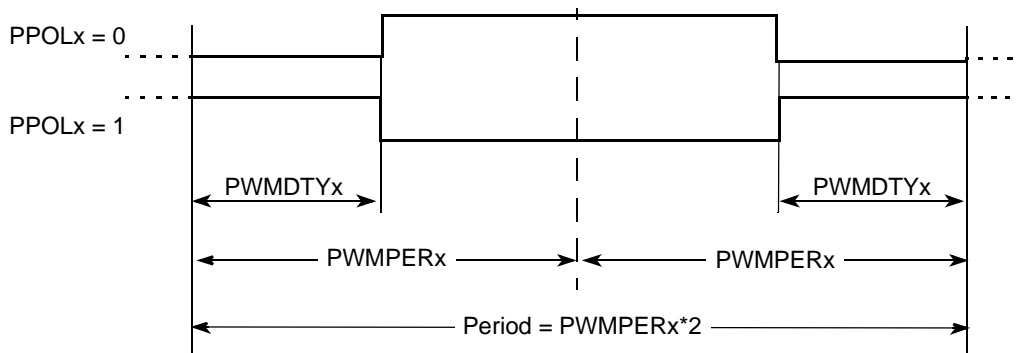 PPOLx = 0
PPOLx = 1
PWMDTYx PWMDTYx
PWMPERx PWMPERx
Period = PWMPERx*2